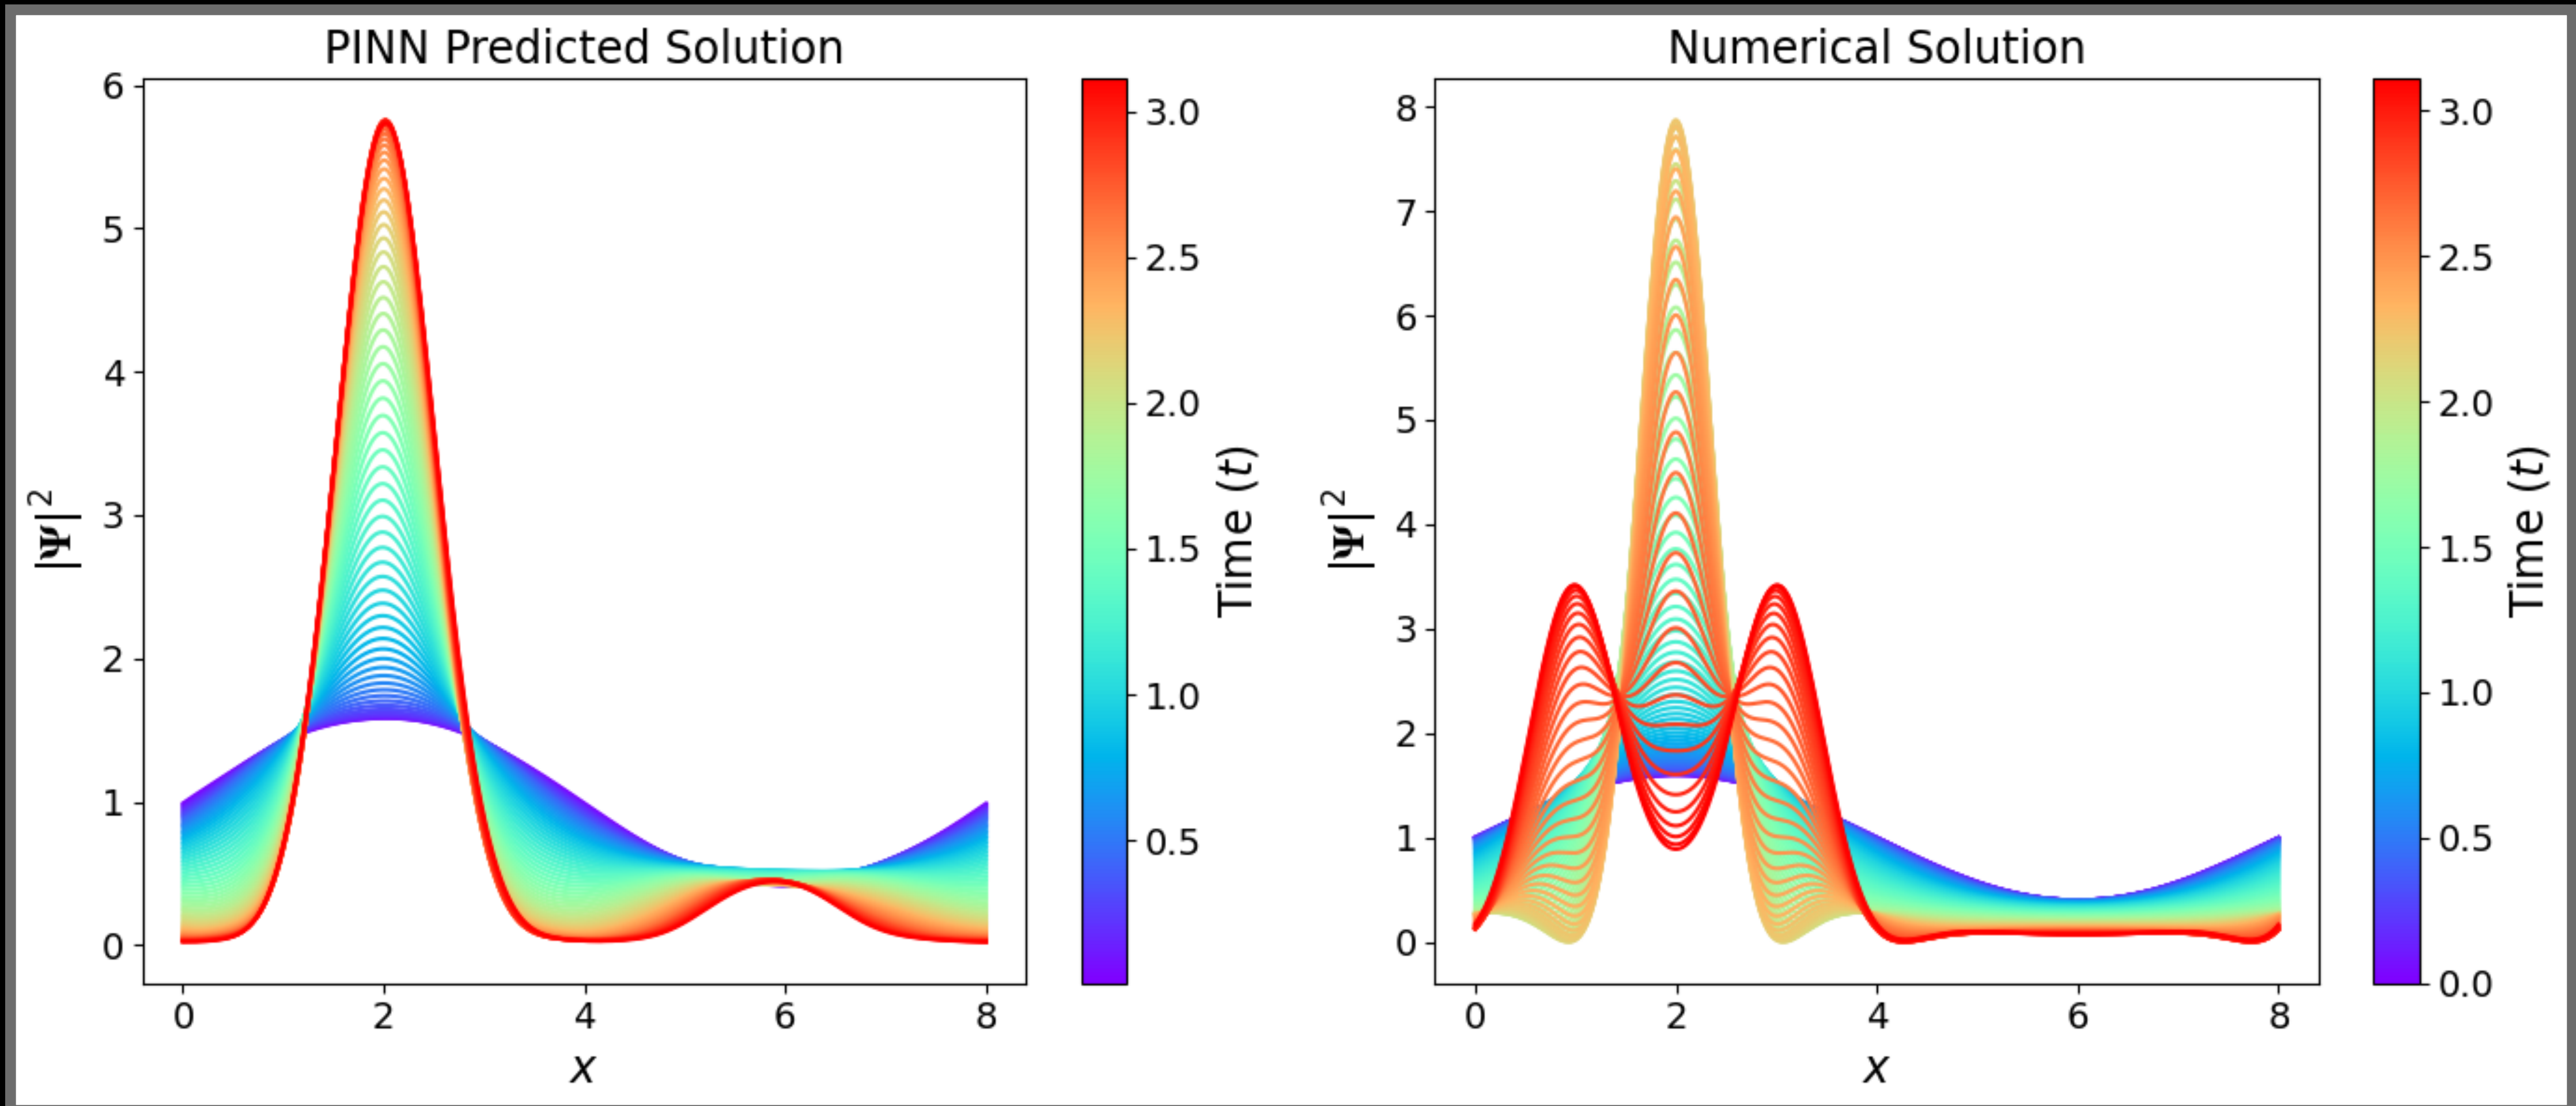 PINN Predicted Solution
6
5
4
3
2
1
0
|Ψ|²
0 2 4 6 8
x
3.0
2.5
2.0
1.5
1.0
0.5
Time (t)
Numerical Solution
8
7
6
5
4
3
2
1
0
|Ψ|²
0 2 4 6 8
x
3.0
2.5
2.0
1.5
1.0
0.5
0.0
Time (t)